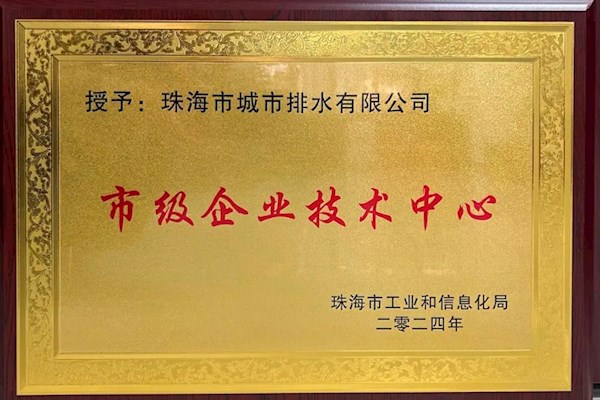 授予：珠海市城市排水有限公司
市级企业技术中心
珠海市工业和信息化局
二零二四年